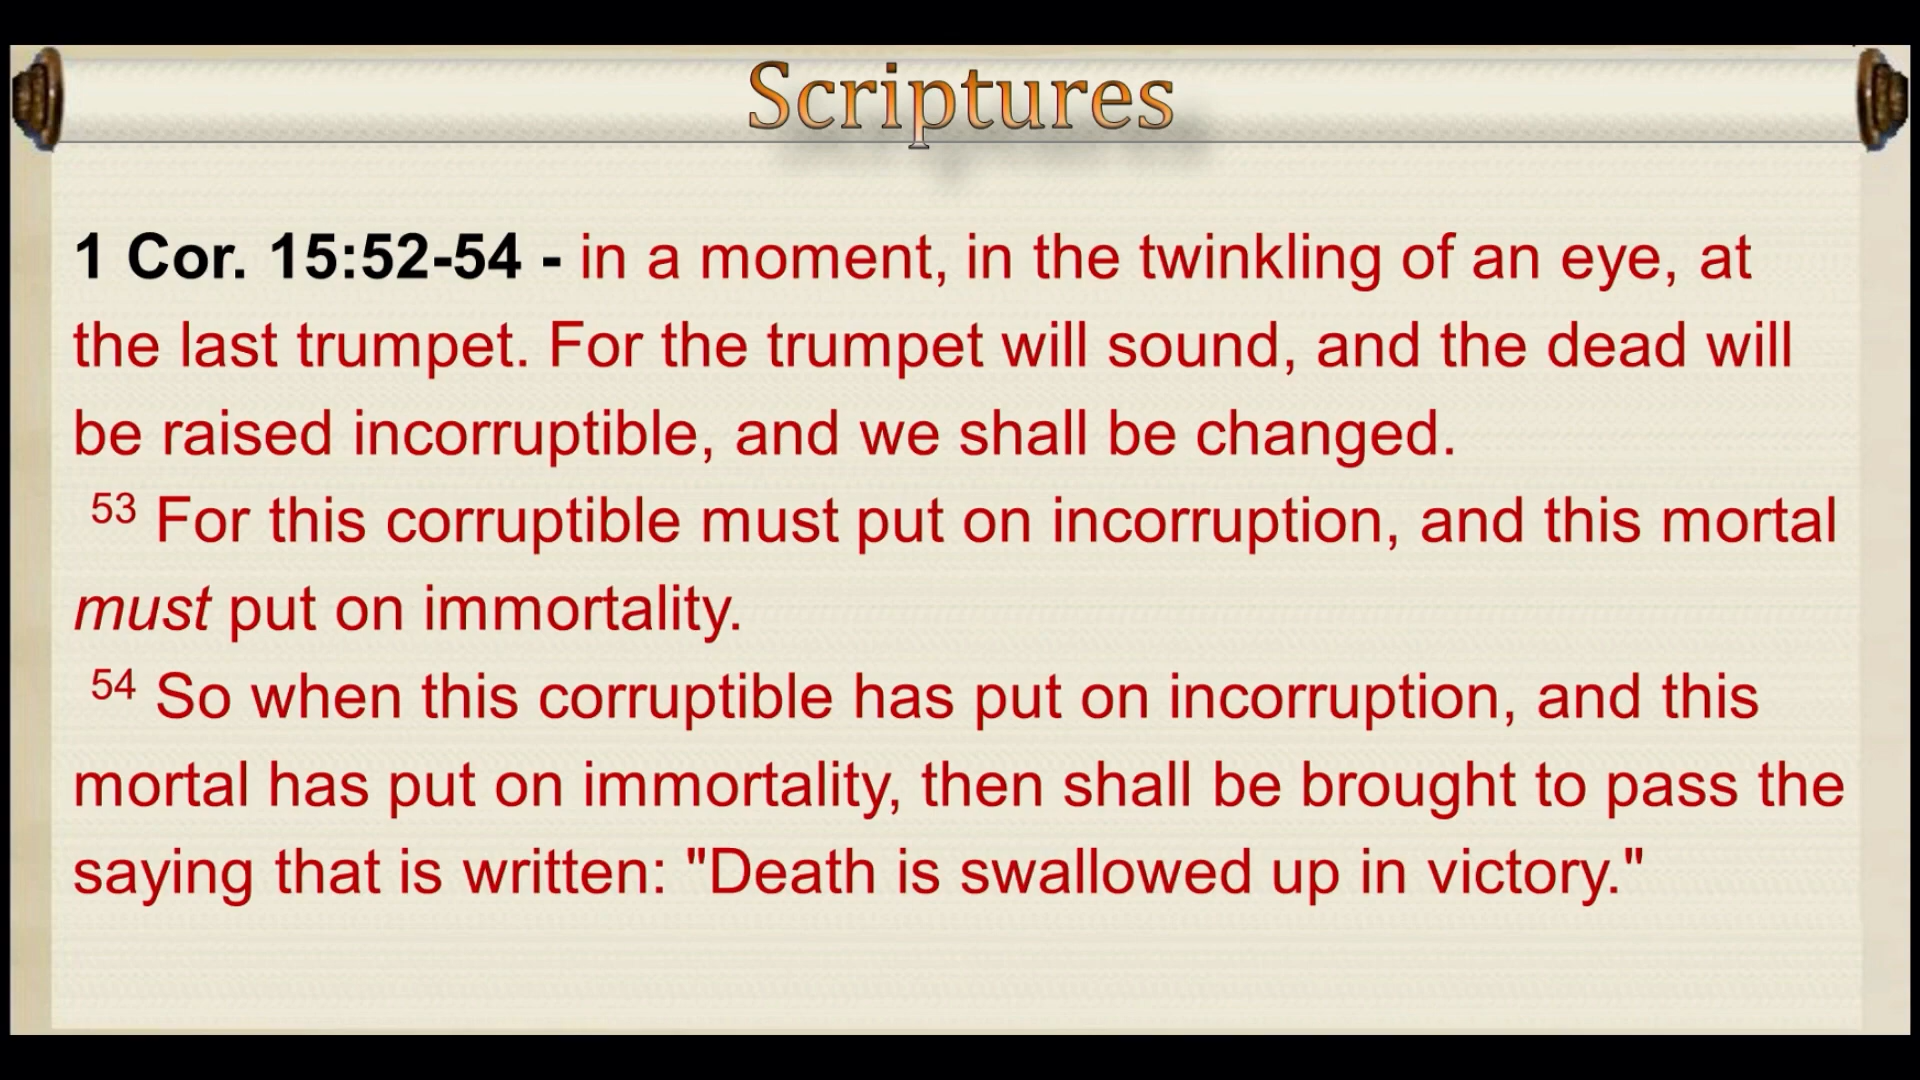 Scriptures
1 Cor. 15:52-54 - in a moment, in the twinkling of an eye, at
the last trumpet. For the trumpet will sound, and the dead will
be raised incorruptible, and we shall be changed.
53 For this corruptible must put on incorruption, and this mortal
must put on immortality.
54 So when this corruptible has put on incorruption, and this
mortal has put on immortality, then shall be brought to pass the
saying that is written: "Death is swallowed up in victory."